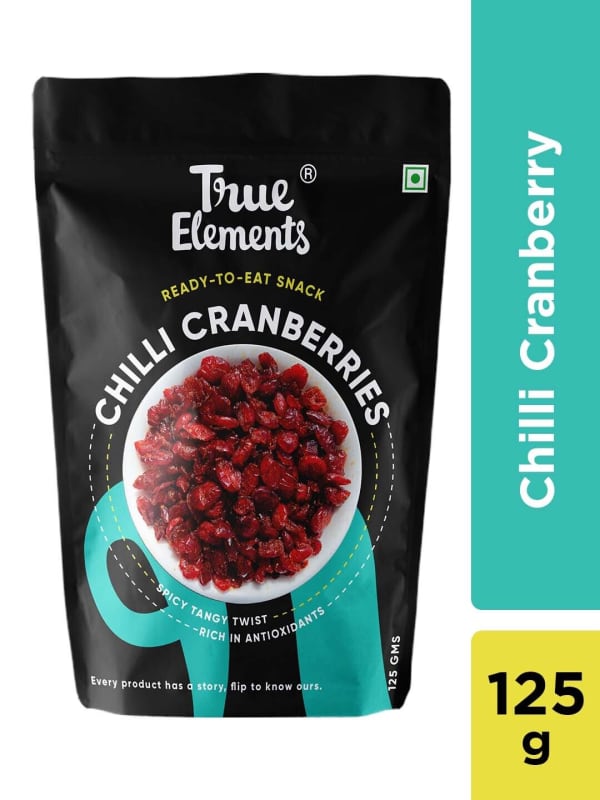 True ®
Elements
READY-TO-EAT SNACK
CHILLI CRANBERRIES
SPICY TANGY TWIST
RICH IN ANTIOXIDANTS
Every product has a story, flip to know ours.
125 GMS
Chilli Cranberry
125
g